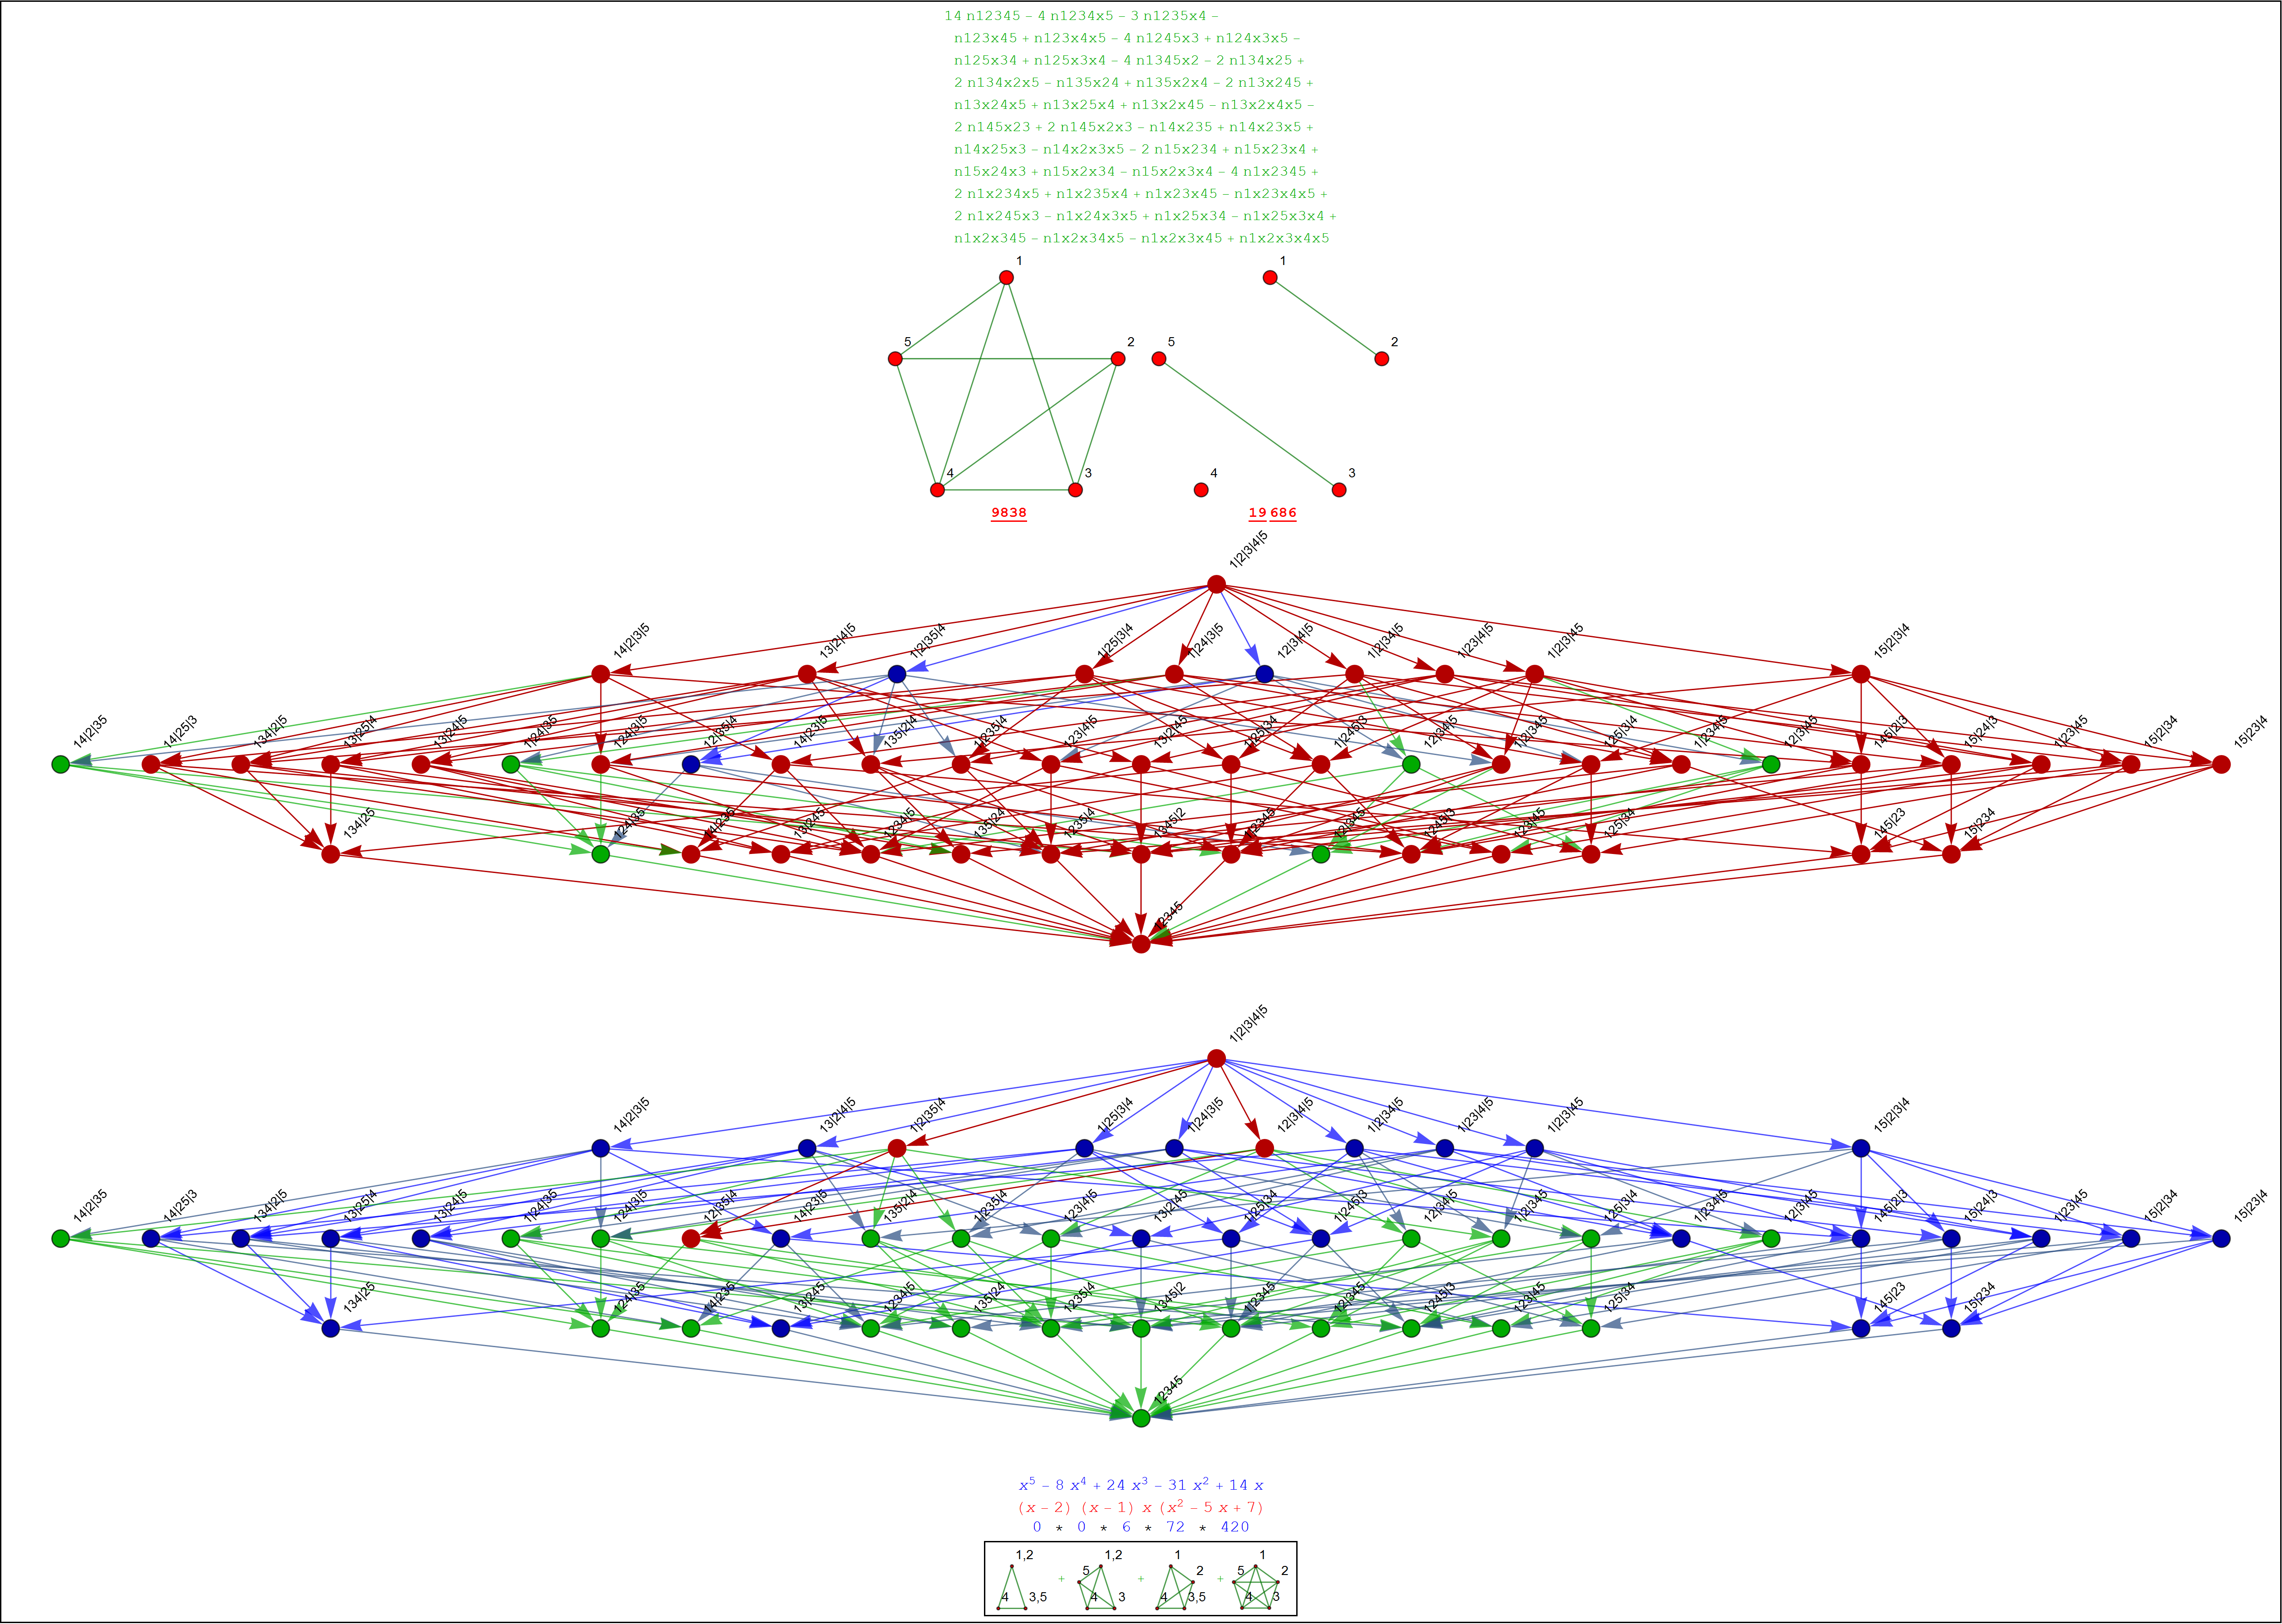 14 n12345 − 4 n1234x5 − 3 n1235x4 −
n123x45 + n123x4x5 − 4 n1245x3 + n124x3x5 −
n125x34 + n125x3x4 − 4 n1345x2 − 2 n134x25 +
2 n134x2x5 − n135x24 + n135x2x4 − 2 n13x245 +
n13x24x5 + n13x25x4 + n13x2x45 − n13x2x4x5 −
2 n145x23 + 2 n145x2x3 − n14x235 + n14x23x5 +
n14x25x3 − n14x2x3x5 − 2 n15x234 + n15x23x4 +
n15x24x3 + n15x2x34 − n15x2x3x4 − 4 n1x2345 +
2 n1x234x5 + n1x235x4 + n1x23x45 − n1x23x4x5 +
2 n1x245x3 − n1x24x3x5 + n1x25x34 − n1x25x3x4 +
n1x2x345 − n1x2x34x5 − n1x2x3x45 + n1x2x3x4x5
1 1
5 2 5 2
4 3 4 3
9838 19 686
1|2|3|4|5
14|2|3|5 13|2|4|5 1|2|35|4 1|25|3|4 1|24|3|5 12|3|4|5 1|2|34|5 1|23|4|5 1|2|3|45 15|2|3|4
14|2|35 14|25|3 134|2|5 13|25|4 13|24|5 1|24|35 124|3|5 12|35|4 14|23|5 135|2|4 1|235|4 123|4|5 13|2|45 1|25|34 1|245|3 12|34|5 1|2|345 125|3|4 1|234|5 12|3|45 145|2|3 15|24|3 1|23|45 15|2|34 15|23|4
134|25 124|35 14|235 13|245 1234|5 135|24 1235|4 1345|2 1|2345 12|345 1245|3 123|45 125|34 145|23 15|234
12345
1|2|3|4|5
14|2|3|5 13|2|4|5 1|2|35|4 1|25|3|4 1|24|3|5 12|3|4|5 1|2|34|5 1|23|4|5 1|2|3|45 15|2|3|4
14|2|35 14|25|3 134|2|5 13|25|4 13|24|5 1|24|35 124|3|5 12|35|4 14|23|5 135|2|4 1|235|4 123|4|5 13|2|45 1|25|34 1|245|3 12|34|5 1|2|345 125|3|4 1|234|5 12|3|45 145|2|3 15|24|3 1|23|45 15|2|34 15|23|4
134|25 124|35 14|235 13|245 1234|5 135|24 1235|4 1345|2 1|2345 12|345 1245|3 123|45 125|34 145|23 15|234
12345
x⁵ − 8 x⁴ + 24 x³ − 31 x² + 14 x
(x − 2) (x − 1) x (x² − 5 x + 7)
0 * 0 * 6 * 72 * 420
1,2 1,2 1 1
+ 5 + 2 + 5 2
4 3,5 4 3 4 3,5 4 3